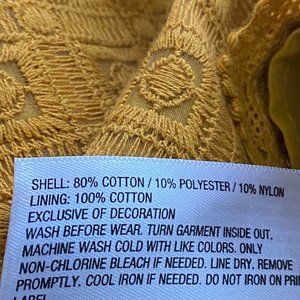 SHELL: 80% COTTON / 10% POLYESTER / 10% NYLON
LINING: 100% COTTON
EXCLUSIVE OF DECORATION
WASH BEFORE WEAR. TURN GARMENT INSIDE OUT.
MACHINE WASH COLD WITH LIKE COLORS. ONLY
NON-CHLORINE BLEACH IF NEEDED. LINE DRY. REMOVE
PROMPTLY. COOL IRON IF NEEDED. DO NOT IRON ON PRI
LABEL